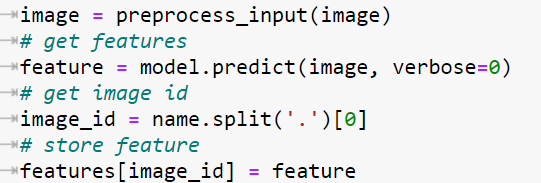 image = preprocess_input(image)
# get features
feature = model.predict(image, verbose=0)
# get image id
image_id = name.split('.')[0]
# store feature
features[image_id] = feature